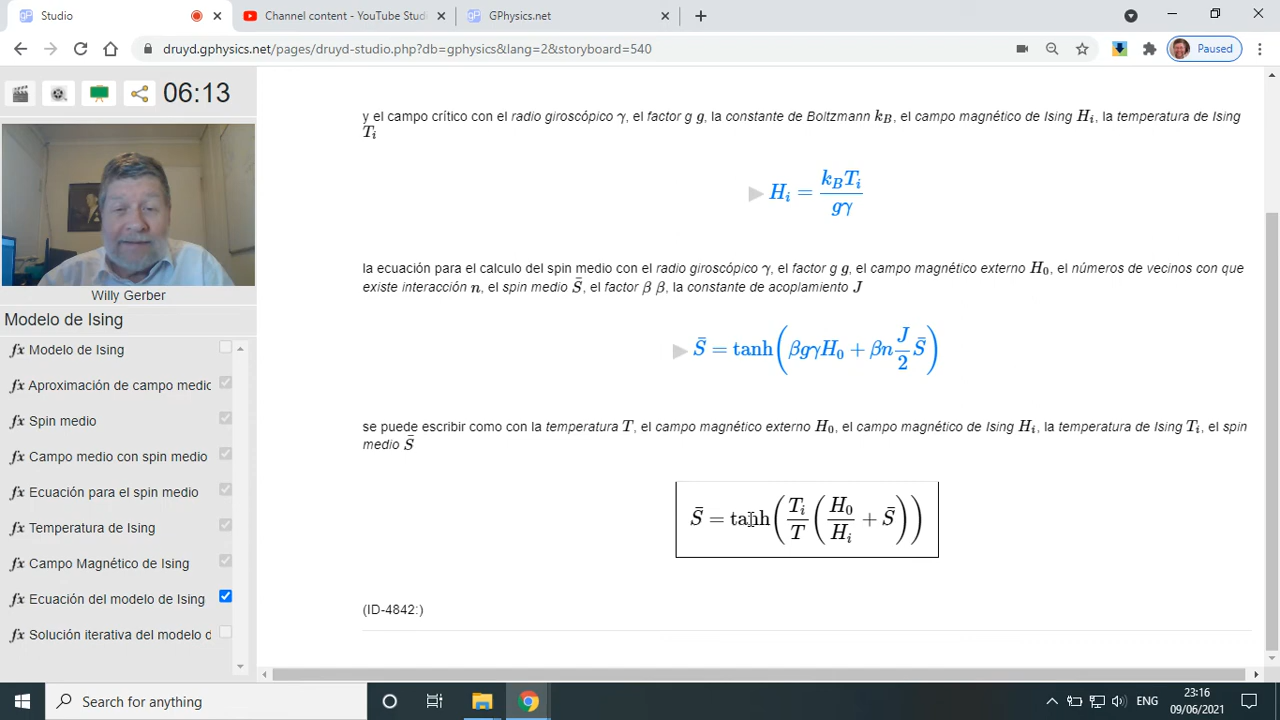 Studio
Channel content - YouTube Studi
GPhysics.net
druyd.gphysics.net/pages/druyd-studio.php?db=gphysics&lang=2&storyboard=540
Paused
06:13
Willy Gerber
Modelo de Ising
fx Modelo de Ising
fx Aproximación de campo medio
fx Spin medio
fx Campo medio con spin medio
fx Ecuación para el spin medio
fx Temperatura de Ising
fx Campo Magnético de Ising
fx Ecuación del modelo de Ising
fx Solución iterativa del modelo d
y el campo crítico con el radio giroscópico γ, el factor g g, la constante de Boltzmann k_B, el campo magnético de Ising H_i, la temperatura de Ising
T_i
H_i = k_B T_i / gγ
la ecuación para el calculo del spin medio con el radio giroscópico γ, el factor g g, el campo magnético externo H_0, el números de vecinos con que
existe interacción n, el spin medio S̄, el factor β β, la constante de acoplamiento J
S̄ = tanh(βgγH_0 + βn J/2 S̄)
se puede escribir como con la temperatura T, el campo magnético externo H_0, el campo magnético de Ising H_i, la temperatura de Ising T_i, el spin
medio S̄
S̄ = tanh(T_i/T (H_0/H_i + S̄))
(ID-4842:)
Search for anything
ENG
23:16
09/06/2021